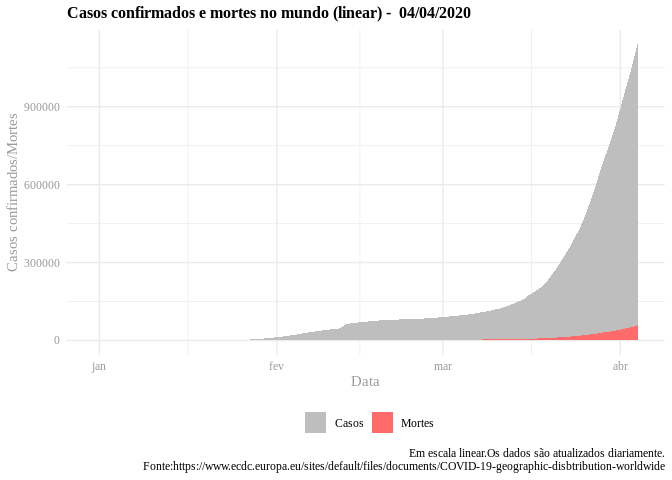 Casos confirmados e mortes no mundo (linear) -  04/04/2020
Casos confirmados/Mortes
900000
600000
300000
0
jan
fev
mar
abr
Data
Casos
Mortes
Em escala linear.Os dados são atualizados diariamente.
Fonte:https://www.ecdc.europa.eu/sites/default/files/documents/COVID-19-geographic-disbtribution-worldwide